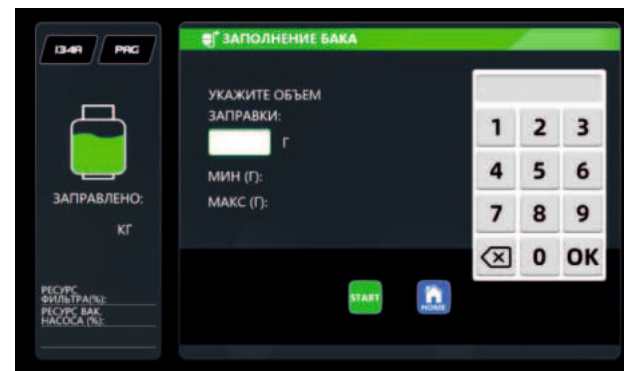 134A PAG
ЗАПРАВЛЕНО:
КГ
РЕСУРС
ФИЛЬТРА(%):
РЕСУРС ВАК.
НАСОСА (%):
ЗАПОЛНЕНИЕ БАКА
УКАЖИТЕ ОБЪЕМ
ЗАПРАВКИ:
Г
МИН (Г):
МАКС (Г):
1 2 3
4 5 6
7 8 9
0 OK
START HOME